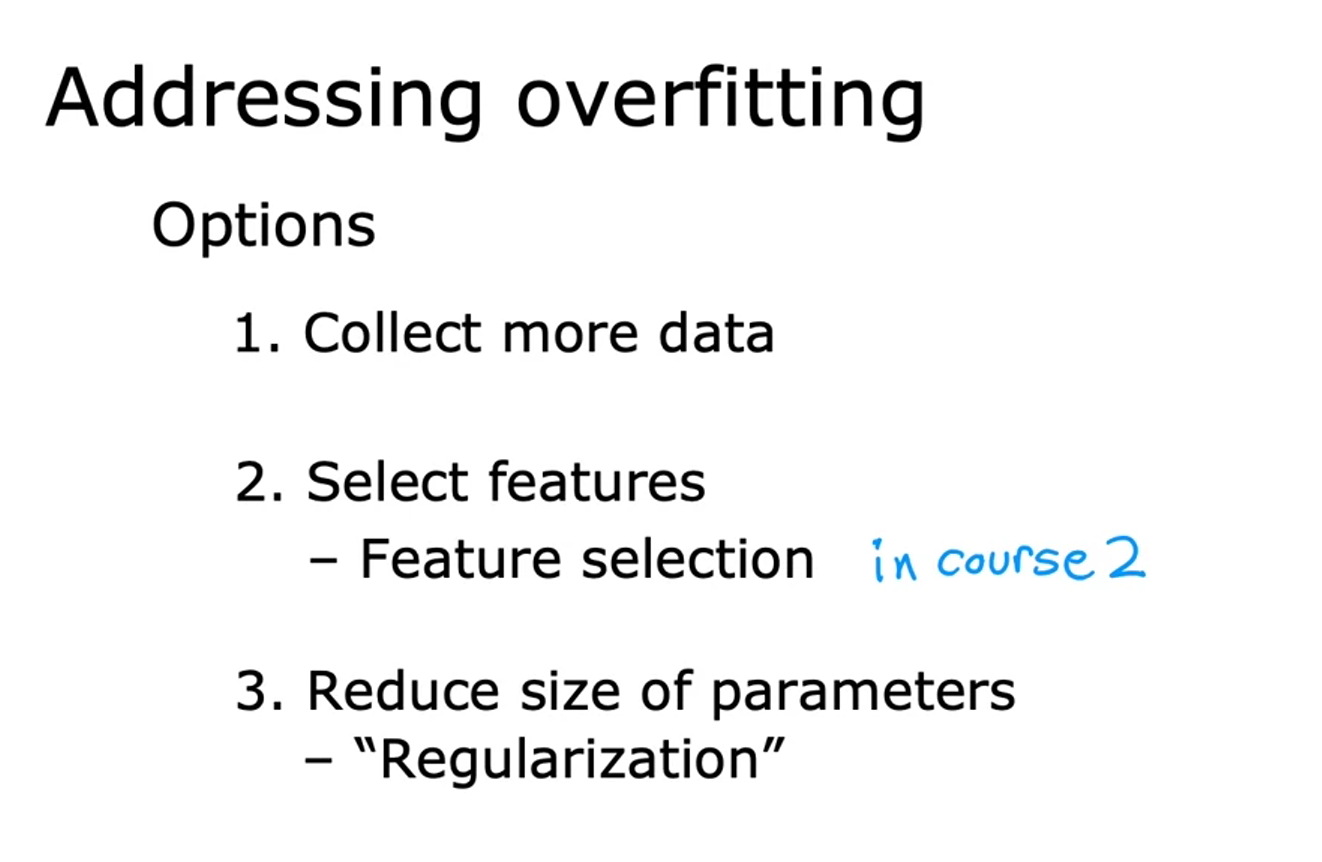 Addressing overfitting
Options
1. Collect more data
2. Select features
– Feature selection in course 2
3. Reduce size of parameters
– “Regularization”